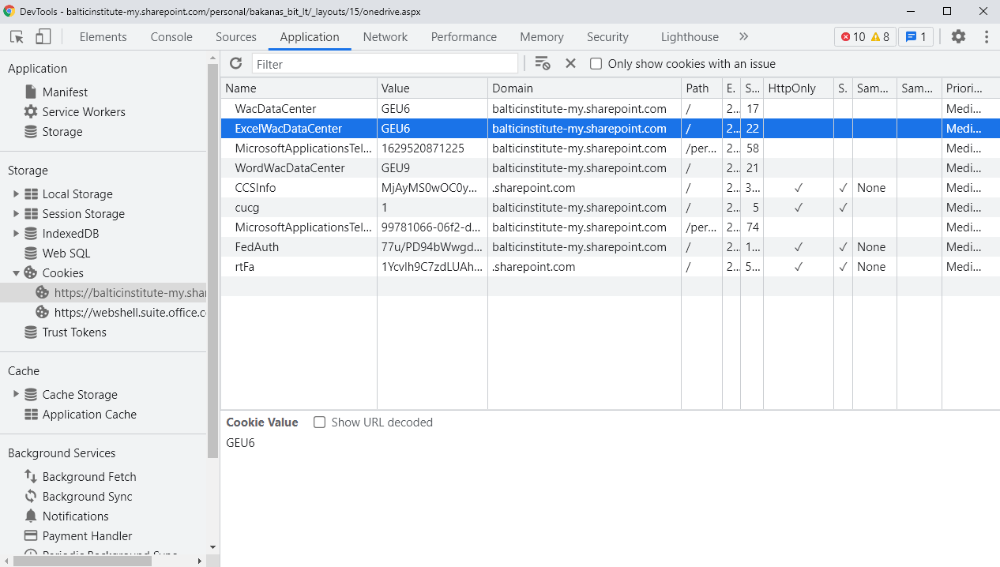 DevTools - balticinstitute-my.sharepoint.com/personal/bakanas_bit_lt/_layouts/15/onedrive.aspx
Elements Console Sources Application Network Performance Memory Security Lighthouse » 10 8 1
Application
Manifest
Service Workers
Storage
Storage
Local Storage
Session Storage
IndexedDB
Web SQL
Cookies
https://balticinstitute-my.shar
https://webshell.suite.office.c
Trust Tokens
Cache
Cache Storage
Application Cache
Background Services
Background Fetch
Background Sync
Notifications
Payment Handler
Periodic Background Sync
Filter Only show cookies with an issue
Name Value Domain Path E. S... HttpOnly S. Sam... Sam... Priori...
WacDataCenter GEU6 balticinstitute-my.sharepoint.com / 2... 17 Medi...
ExcelWacDataCenter GEU6 balticinstitute-my.sharepoint.com / 2... 22 Medi...
MicrosoftApplicationsTel... 1629520871225 balticinstitute-my.sharepoint.com /per... 2... 58 Medi...
WordWacDataCenter GEU9 balticinstitute-my.sharepoint.com / 2... 21 Medi...
CCSInfo MjAyMS0wOC0y... .sharepoint.com / 2... 3... ✓ ✓ None Medi...
cucg 1 balticinstitute-my.sharepoint.com / 2... 5 ✓ ✓ Medi...
MicrosoftApplicationsTel... 99781066-06f2-d... balticinstitute-my.sharepoint.com /per... 2... 74 Medi...
FedAuth 77u/PD94bWwgd... balticinstitute-my.sharepoint.com / 2... 1... ✓ ✓ None Medi...
rtFa 1Ycvlh9C7zdLUAh... .sharepoint.com / 2... 5... ✓ ✓ None Medi...
Cookie Value Show URL decoded
GEU6